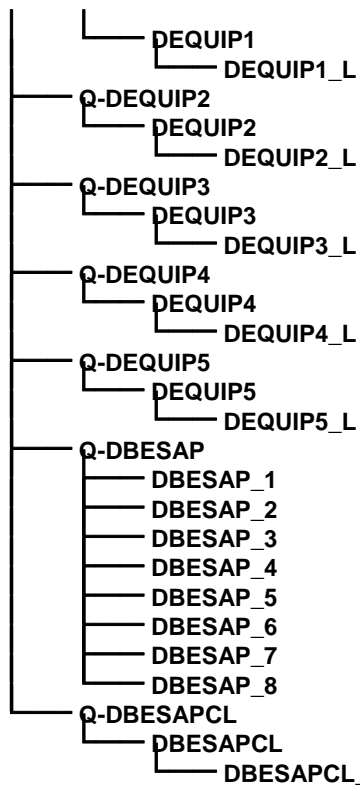 DEQUIP1
DEQUIP1_L
Q-DEQUIP2
DEQUIP2
DEQUIP2_L
Q-DEQUIP3
DEQUIP3
DEQUIP3_L
Q-DEQUIP4
DEQUIP4
DEQUIP4_L
Q-DEQUIP5
DEQUIP5
DEQUIP5_L
Q-DBESAP
DBESAP_1
DBESAP_2
DBESAP_3
DBESAP_4
DBESAP_5
DBESAP_6
DBESAP_7
DBESAP_8
Q-DBESAPCL
DBESAPCL
DBESAPCL_